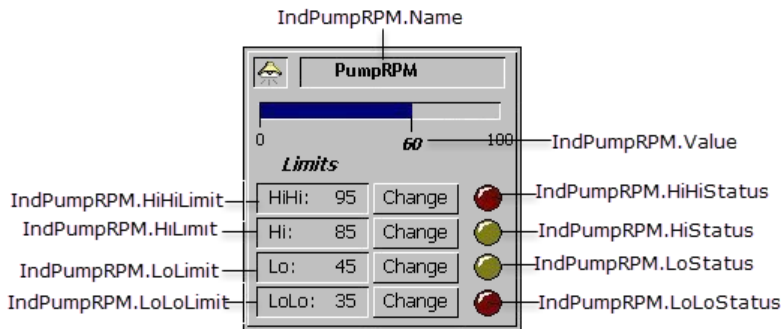 IndPumpRPM.Name
PumpRPM
0 60 100 IndPumpRPM.Value
Limits
IndPumpRPM.HiHiLimit HiHi: 95 Change IndPumpRPM.HiHiStatus
IndPumpRPM.HiLimit Hi: 85 Change IndPumpRPM.HiStatus
IndPumpRPM.LoLimit Lo: 45 Change IndPumpRPM.LoStatus
IndPumpRPM.LoLoLimit LoLo: 35 Change IndPumpRPM.LoLoStatus